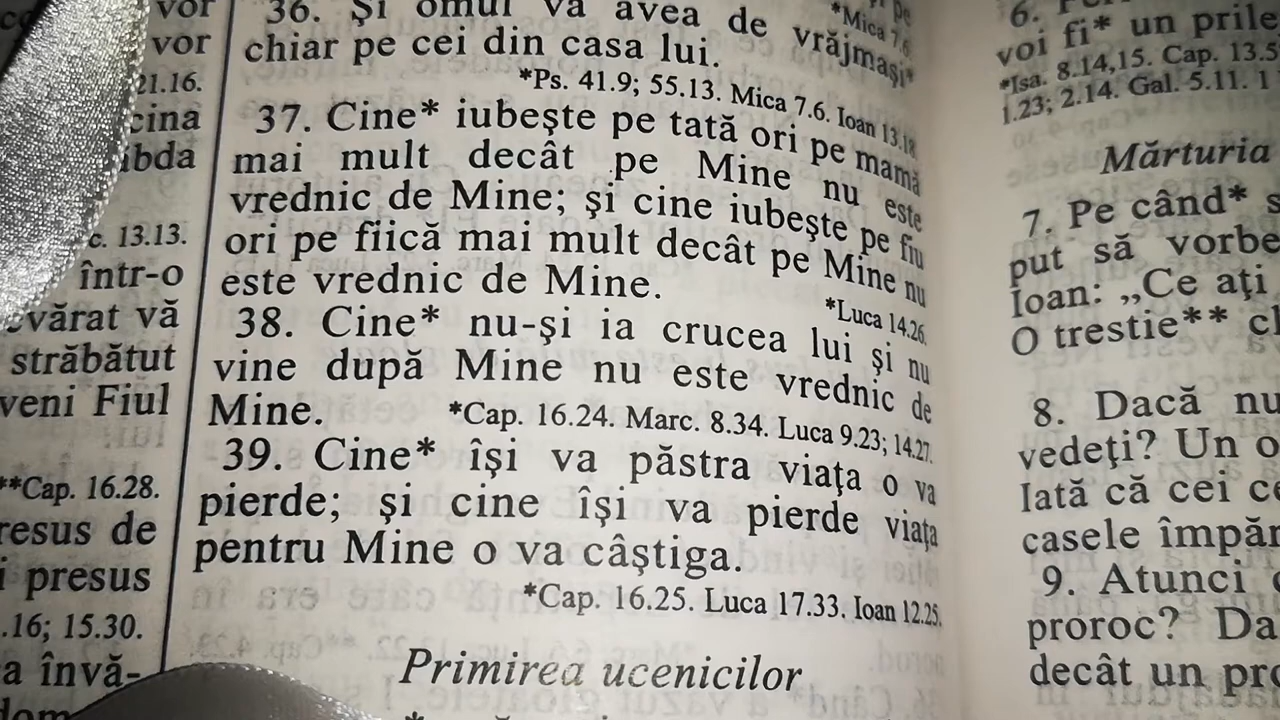 vor
vor
21.16.
cina
ibda
c. 13.13.
într-o
evărat vă
străbătut
veni Fiul
**Cap. 16.28.
resus de
i presus
.16; 15.30.
a învă-
36. Şi omul va avea de vrăjmaşi*
chiar pe cei din casa lui. *Mica 7.6.
*Ps. 41.9; 55.13. Mica 7.6. Ioan 13.18.
37. Cine* iubeşte pe tată ori pe mamă
mai mult decât pe Mine nu este
vrednic de Mine; şi cine iubeşte pe fiu
ori pe fiică mai mult decât pe Mine nu
este vrednic de Mine.
*Luca 14.26.
38. Cine* nu-şi ia crucea lui şi nu
vine după Mine nu este vrednic de
Mine. *Cap. 16.24. Marc. 8.34. Luca 9.23; 14.27.
39. Cine* îşi va păstra viaţa o va
pierde; şi cine îşi va pierde viaţa
pentru Mine o va câştiga.
*Cap. 16.25. Luca 17.33. Ioan 12.25.
Primirea ucenicilor
6.
voi fi* un prile
*Isa. 8.14,15. Cap. 13.5
1.23; 2.14. Gal. 5.11. 1
Mărturia
7. Pe când* s
put să vorbe
Ioan: „Ce aţi
O trestie** cl
8. Dacă nu
vedeţi? Un o
Iată că cei ce
casele împăr
9. Atunci
proroc? Da
decât un pro